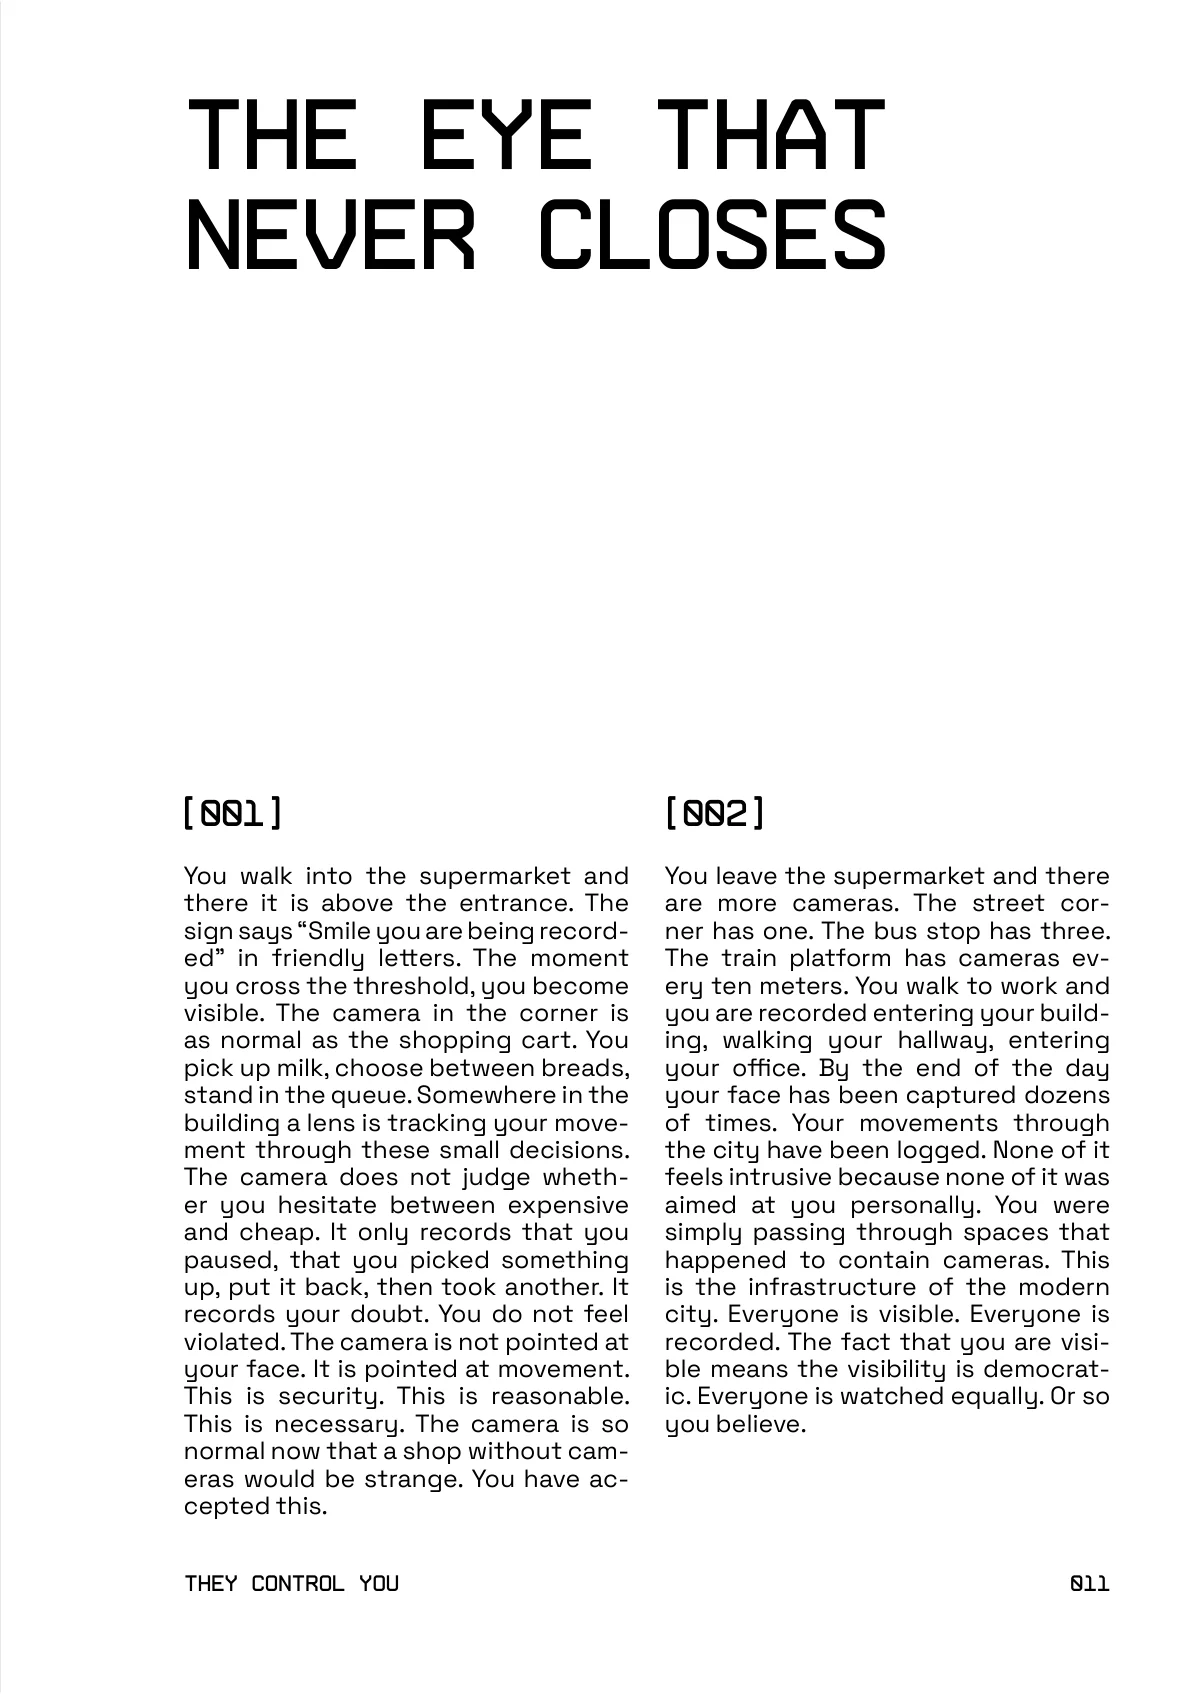 THE EYE THAT
NEVER CLOSES
[001]
You walk into the supermarket and
there it is above the entrance. The
sign says “Smile you are being record-
ed” in friendly letters. The moment
you cross the threshold, you become
visible. The camera in the corner is
as normal as the shopping cart. You
pick up milk, choose between breads,
stand in the queue. Somewhere in the
building a lens is tracking your move-
ment through these small decisions.
The camera does not judge wheth-
er you hesitate between expensive
and cheap. It only records that you
paused, that you picked something
up, put it back, then took another. It
records your doubt. You do not feel
violated. The camera is not pointed at
your face. It is pointed at movement.
This is security. This is reasonable.
This is necessary. The camera is so
normal now that a shop without cam-
eras would be strange. You have ac-
cepted this.
[002]
You leave the supermarket and there
are more cameras. The street cor-
ner has one. The bus stop has three.
The train platform has cameras ev-
ery ten meters. You walk to work and
you are recorded entering your build-
ing, walking your hallway, entering
your office. By the end of the day
your face has been captured dozens
of times. Your movements through
the city have been logged. None of it
feels intrusive because none of it was
aimed at you personally. You were
simply passing through spaces that
happened to contain cameras. This
is the infrastructure of the modern
city. Everyone is visible. Everyone is
recorded. The fact that you are visi-
ble means the visibility is democrat-
ic. Everyone is watched equally. Or so
you believe.
THEY CONTROL YOU
011